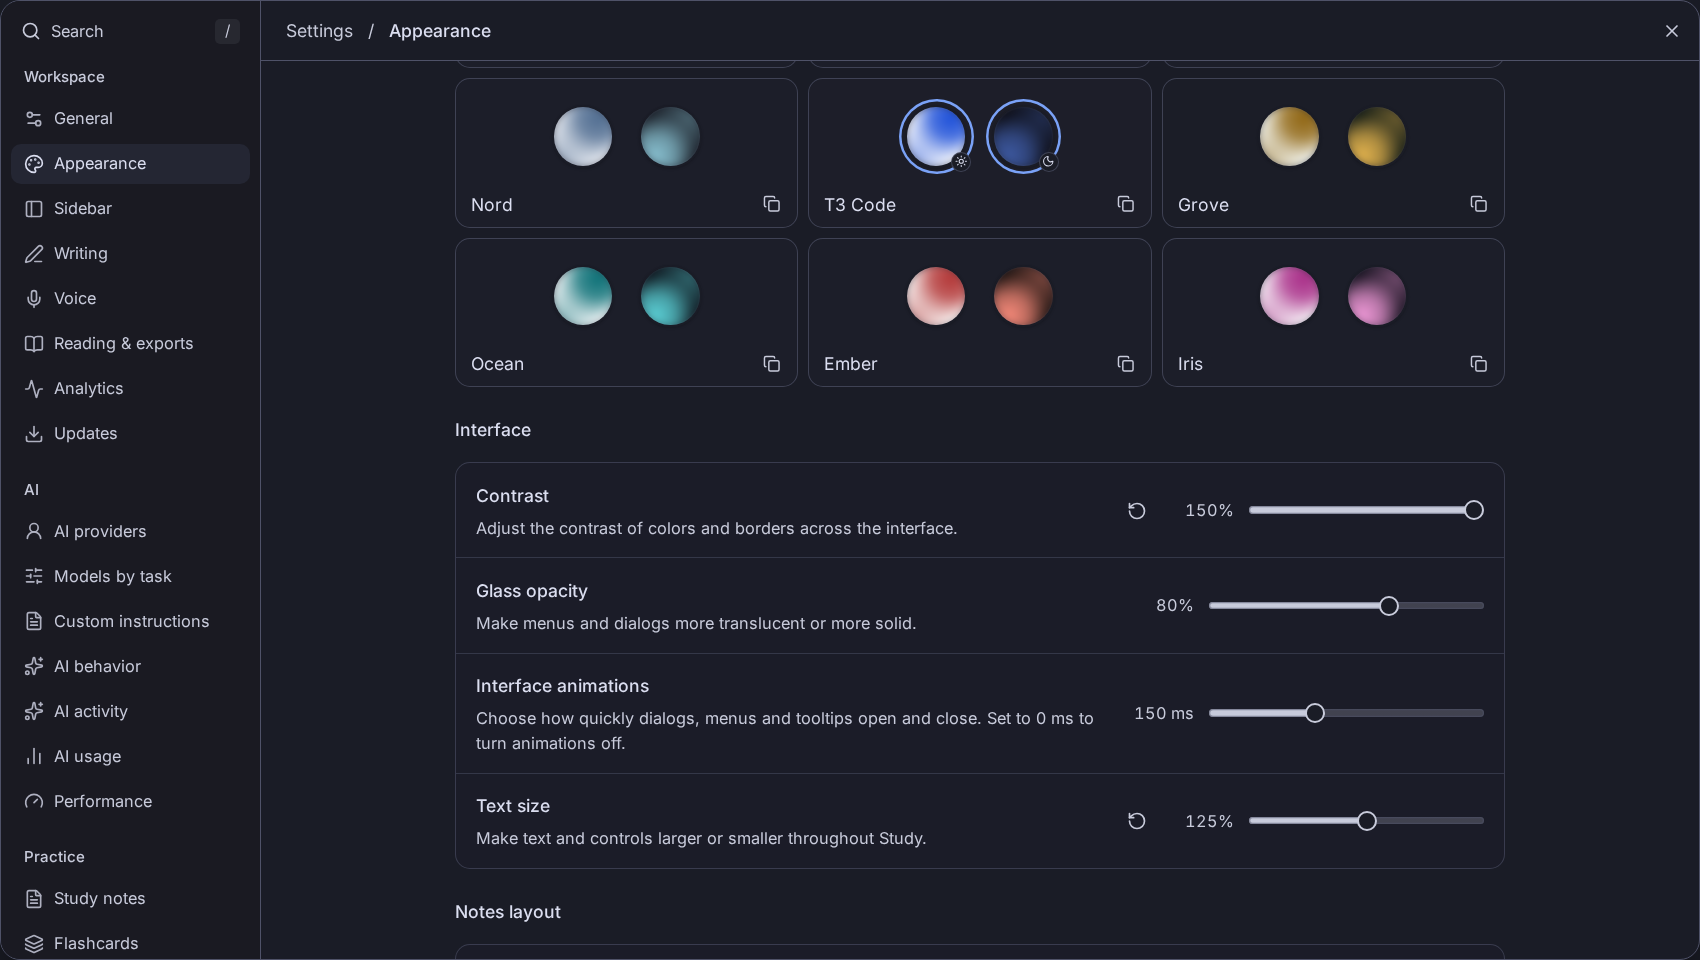 Search
/
Workspace
General
Appearance
Sidebar
Writing
Voice
Reading & exports
Analytics
Updates
AI
AI providers
Models by task
Custom instructions
AI behavior
AI activity
AI usage
Performance
Practice
Study notes
Flashcards
Settings / Appearance
Nord
T3 Code
Grove
Ocean
Ember
Iris
Interface
Contrast
Adjust the contrast of colors and borders across the interface.
150%
Glass opacity
Make menus and dialogs more translucent or more solid.
80%
Interface animations
Choose how quickly dialogs, menus and tooltips open and close. Set to 0 ms to
turn animations off.
150 ms
Text size
Make text and controls larger or smaller throughout Study.
125%
Notes layout